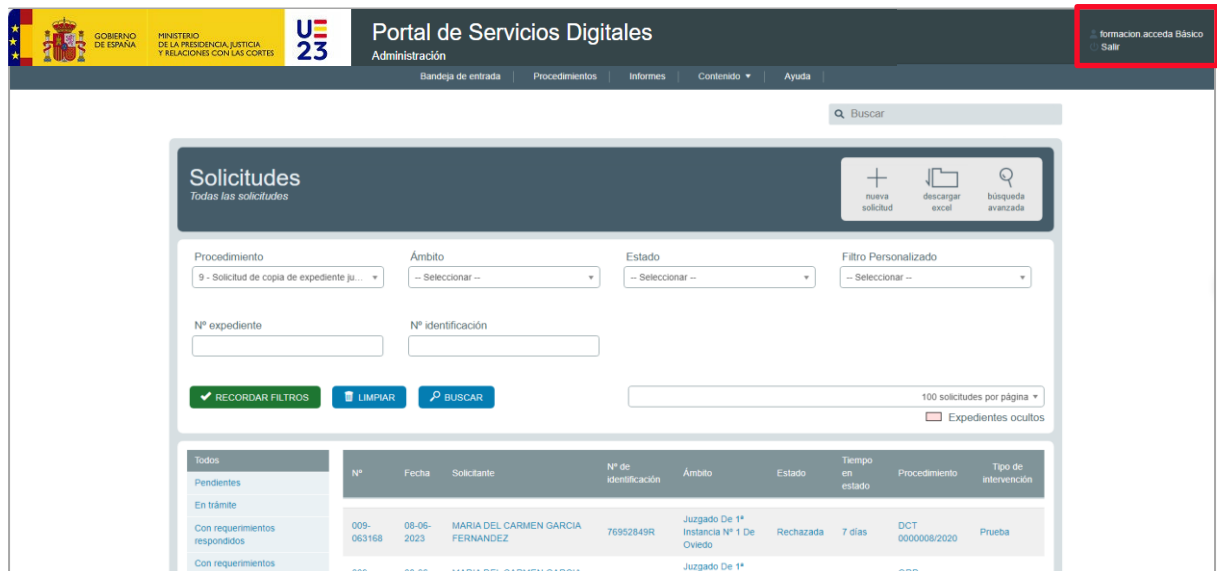 GOBIERNO
DE ESPAÑA
MINISTERIO
DE LA PRESIDENCIA, JUSTICIA
Y RELACIONES CON LAS CORTES
UE
23
Portal de Servicios Digitales
Administración
formacion.acceda Básico
Salir
Bandeja de entrada Procedimientos Informes Contenido Ayuda
Buscar
Solicitudes
Todas las solicitudes
nueva
solicitud
descargar
excel
búsqueda
avanzada
Procedimiento Ámbito Estado Filtro Personalizado
9 - Solicitud de copia de expediente ju... -- Seleccionar -- -- Seleccionar -- -- Seleccionar --
Nº expediente Nº identificación
RECORDAR FILTROS LIMPIAR BUSCAR 100 solicitudes por página
Expedientes ocultos
Todos
Pendientes
En trámite
Con requerimientos
respondidos
Con requerimientos
Nº Fecha Solicitante Nº de
identificación Ámbito Estado Tiempo
en
estado Procedimiento Tipo de
intervención
009-
063168 08-06-
2023 MARIA DEL CARMEN GARCIA
FERNANDEZ 76952849R Juzgado De 1ª
Instancia Nº 1 De
Oviedo Rechazada 7 días DCT
0000008/2020 Prueba
Juzgado De 1ª